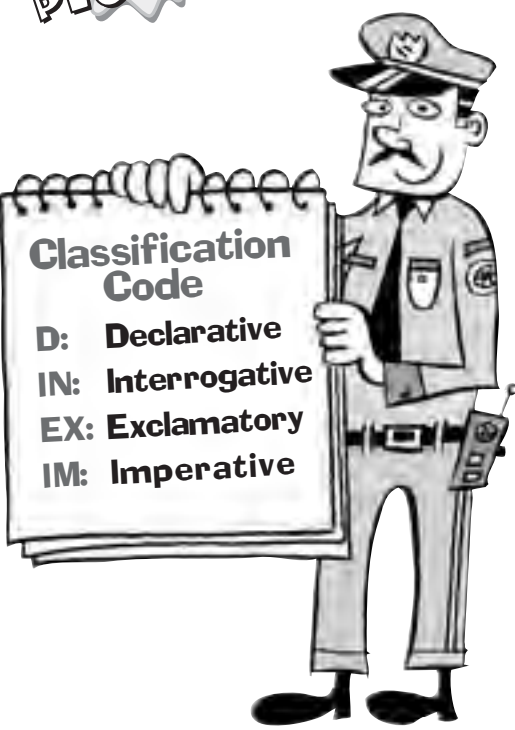 Classification
Code
D: Declarative
IN: Interrogative
EX: Exclamatory
IM: Imperative